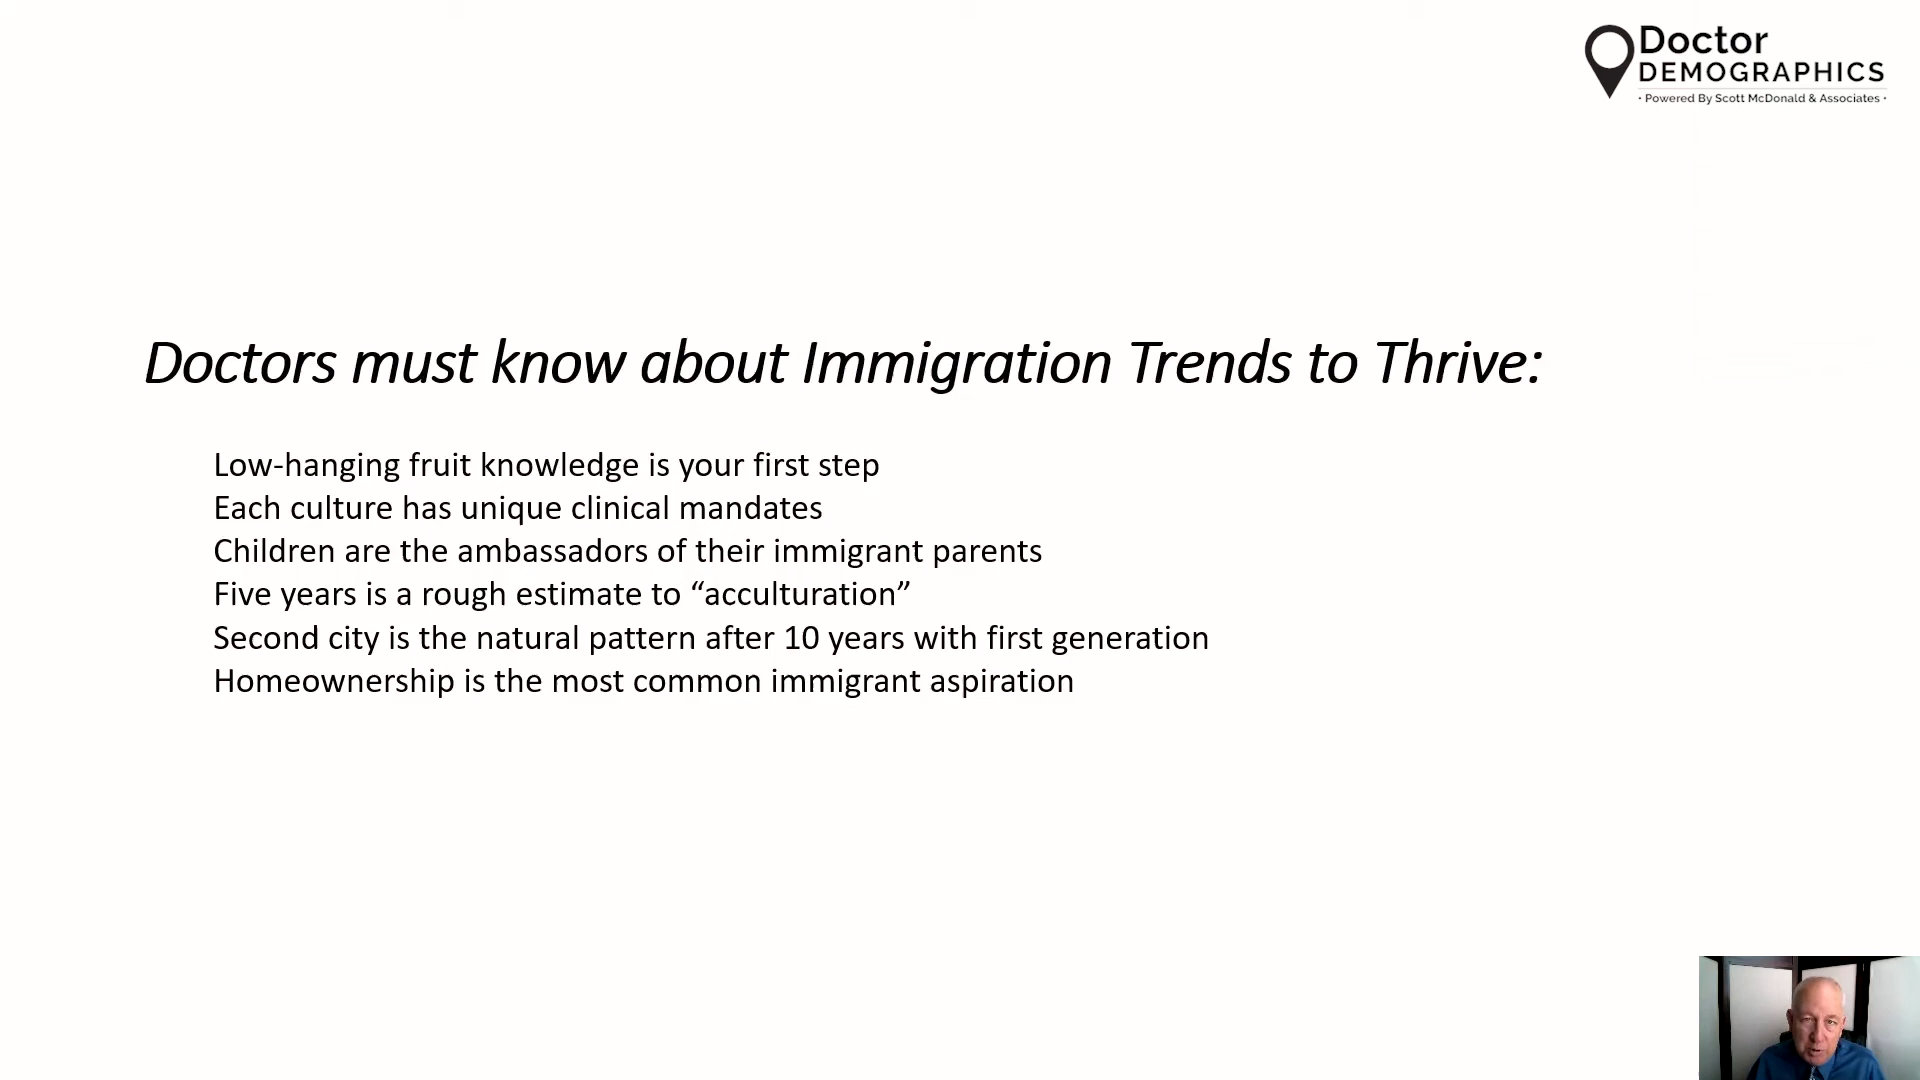 Doctor
DEMOGRAPHICS
• Powered By Scott McDonald & Associates •
Doctors must know about Immigration Trends to Thrive:
Low-hanging fruit knowledge is your first step
Each culture has unique clinical mandates
Children are the ambassadors of their immigrant parents
Five years is a rough estimate to “acculturation”
Second city is the natural pattern after 10 years with first generation
Homeownership is the most common immigrant aspiration